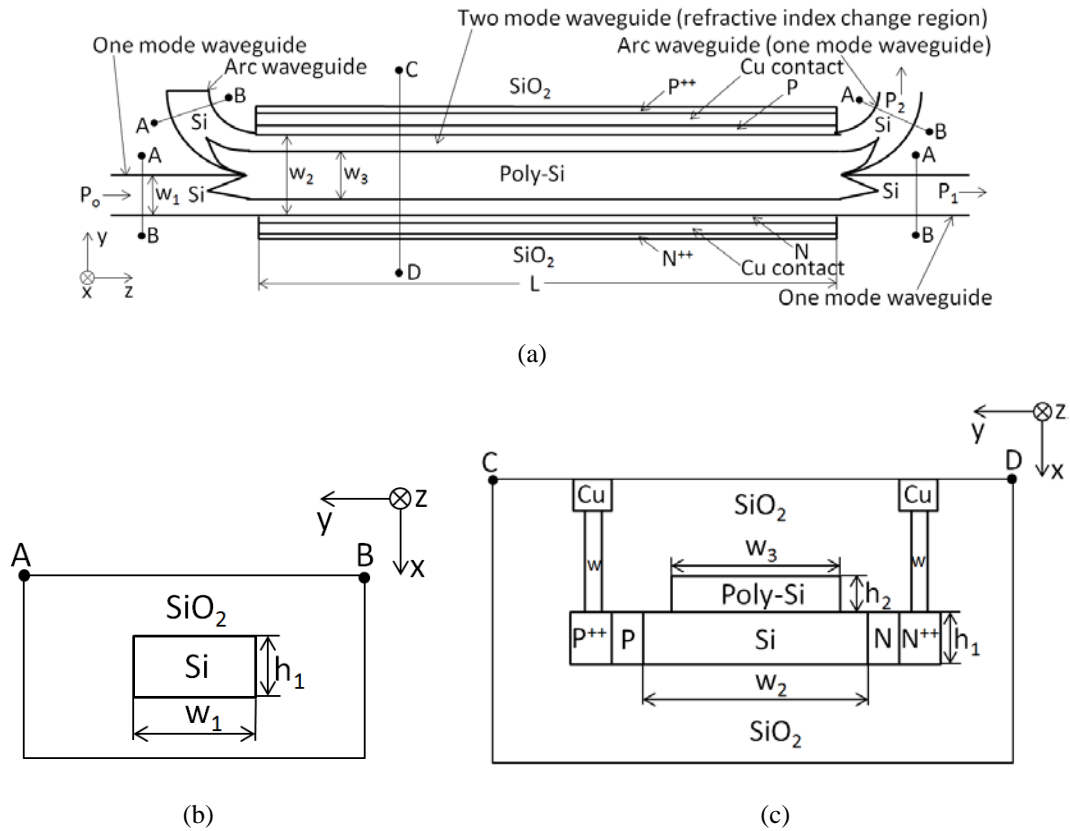 Two mode waveguide (refractive index change region)
One mode waveguide
Arc waveguide (one mode waveguide)
Arc waveguide
C
SiO₂
Cu contact
P⁺⁺
P
A
P₂
B
B
Si
Si
A
A
A
B
w₁
w₂
w₃
Poly-Si
P₀
Si
Si
P₁
B
B
y
x
z
D
SiO₂
N⁺⁺
N
Cu contact
L
One mode waveguide
(a)
y
z
x
A
B
SiO₂
Si
h₁
w₁
(b)
y
z
x
C
D
Cu
SiO₂
Cu
w
w₃
w
Poly-Si
h₂
P⁺⁺
P
Si
N
N⁺⁺
h₁
w₂
SiO₂
(c)